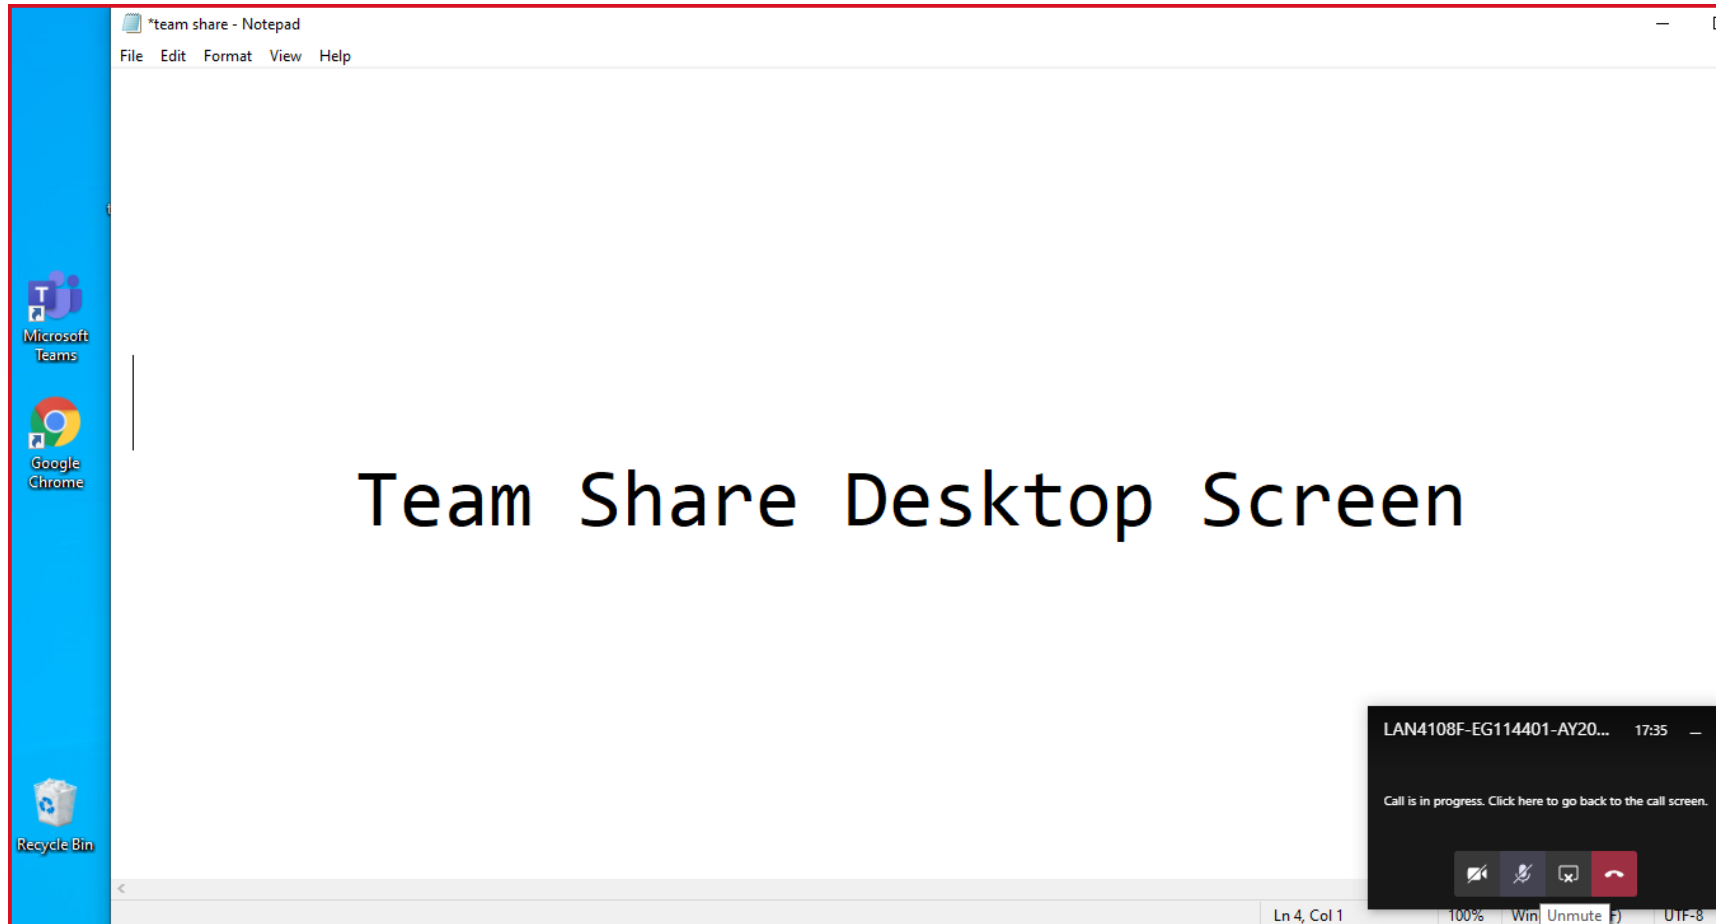 *team share - Notepad
File Edit Format View Help
Microsoft
Teams
Google
Chrome
Team Share Desktop Screen
LAN4108F-EG114401-AY20... 17:35
Call is in progress. Click here to go back to the call screen.
Recycle Bin
Ln 4, Col 1 100% Win F) UTF-8
Unmute